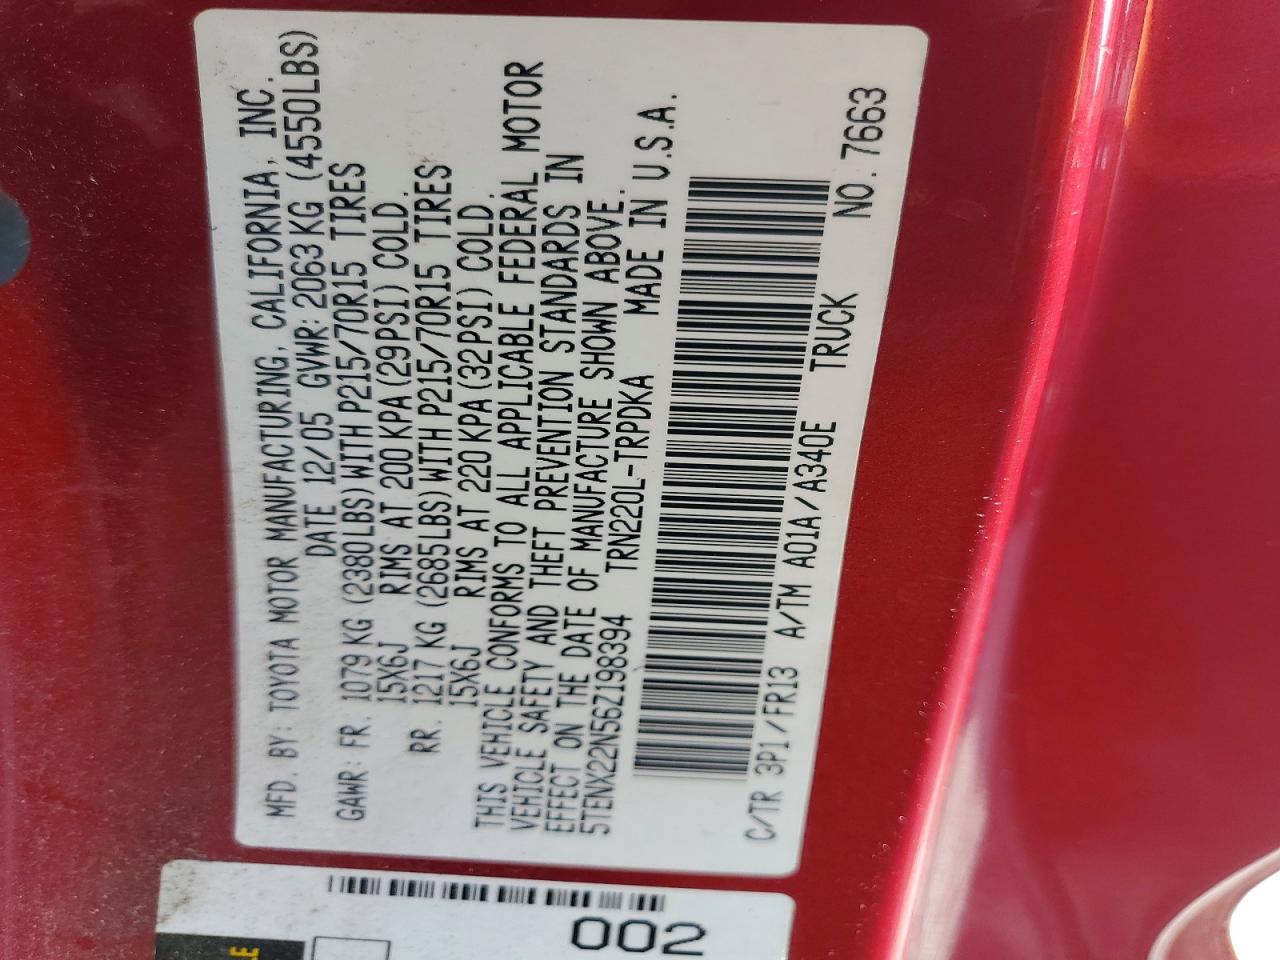 MFD. BY: TOYOTA MOTOR MANUFACTURING, CALIFORNIA, INC.
DATE 12/05 GVWR: 2063 KG (4550LBS)
GAWR: FR. 1079 KG (2380LBS) WITH P215/70R15 TIRES
15X6J RIMS AT 200 KPA (29PSI) COLD.
RR. 1217 KG (2685LBS) WITH P215/70R15 TIRES
15X6J RIMS AT 220 KPA (32PSI) COLD.
THIS VEHICLE CONFORMS TO ALL APPLICABLE FEDERAL MOTOR
VEHICLE SAFETY AND THEFT PREVENTION STANDARDS IN
EFFECT ON THE DATE OF MANUFACTURE SHOWN ABOVE.
5TENX22N56Z198394 TRN220L-TRPDKA MADE IN U.S.A.
C/TR 3P1/FR13 A/TM A01A/A340E TRUCK NO. 7663
002